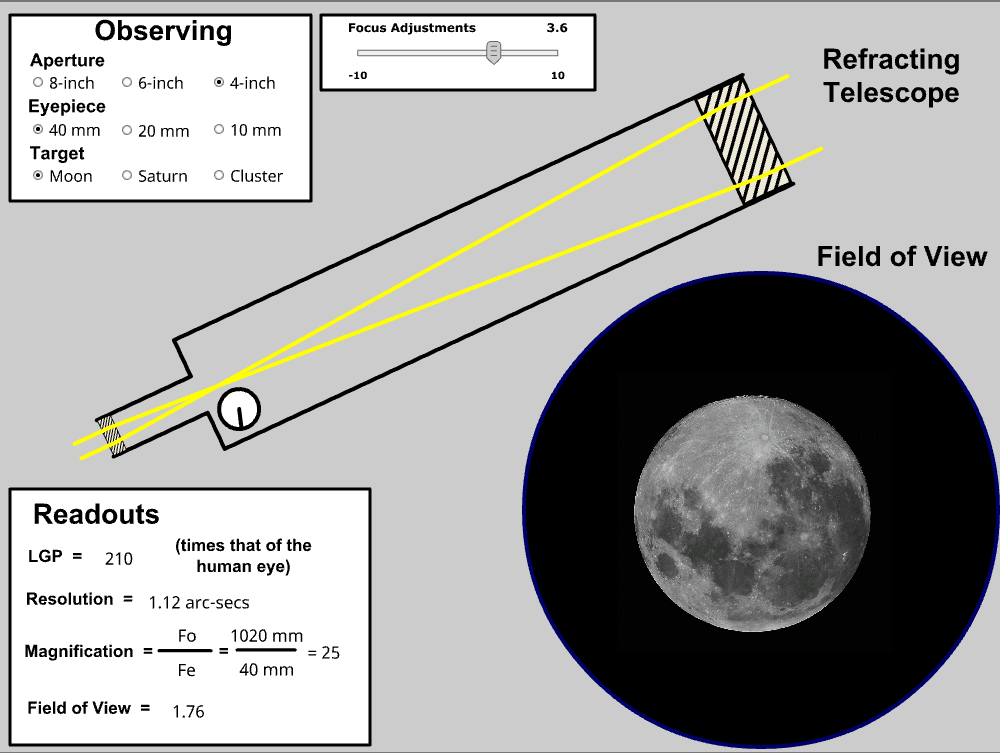 Observing
Aperture
8-inch 6-inch 4-inch
Eyepiece
40 mm 20 mm 10 mm
Target
Moon Saturn Cluster
Focus Adjustments 3.6
-10 10
Refracting
Telescope
Field of View
Readouts
LGP = 210 (times that of the
human eye)
Resolution = 1.12 arc-secs
Magnification = Fo / Fe = 1020 mm / 40 mm = 25
Field of View = 1.76